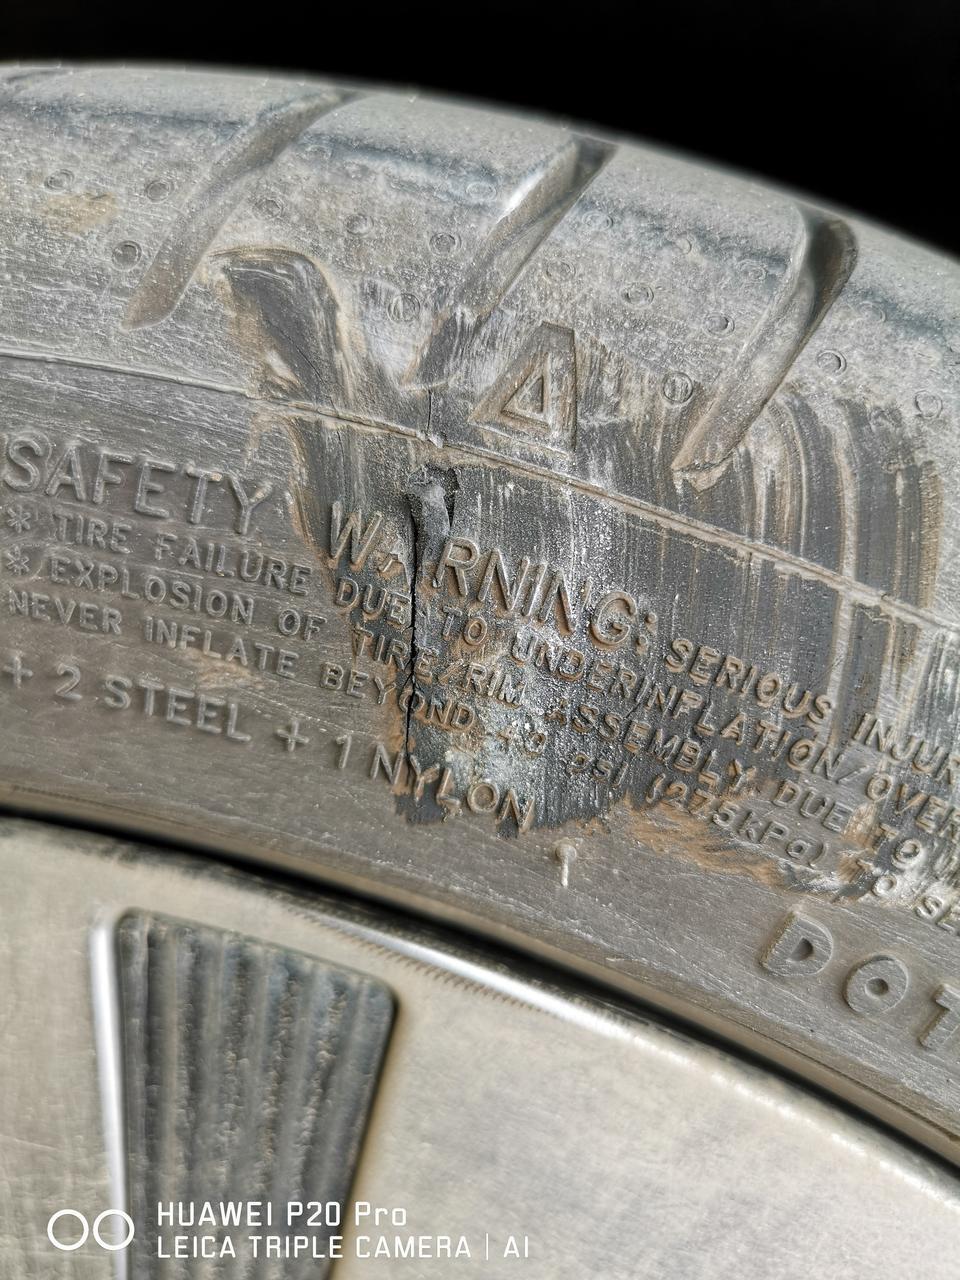 SAFETY WARNING: SERIOUS INJUR
* TIRE FAILURE DUE TO UNDERINFLATION/OVER
* EXPLOSION OF TIRE/RIM ASSEMBLY DUE TO
NEVER INFLATE BEYOND PSI (275kPa) TO SE
+ 2 STEEL + 1 NYLON
DOT
HUAWEI P20 Pro
LEICA TRIPLE CAMERA | AI